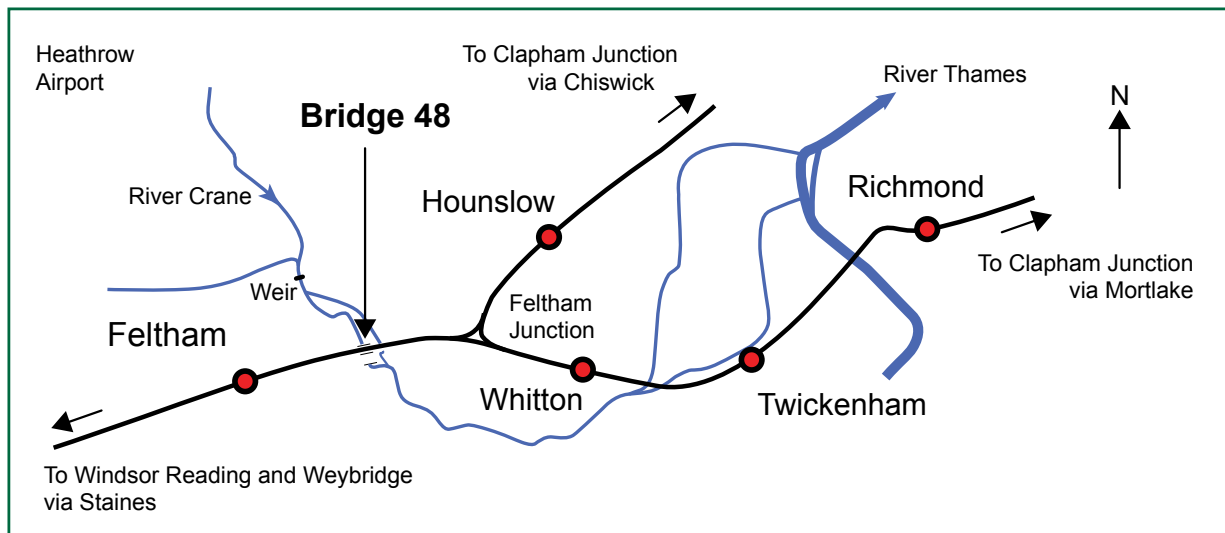 Heathrow
Airport
To Clapham Junction
via Chiswick
River Thames
N
Bridge 48
River Crane
Hounslow
Richmond
Weir
Feltham
Junction
To Clapham Junction
via Mortlake
Feltham
Whitton
Twickenham
To Windsor Reading and Weybridge
via Staines